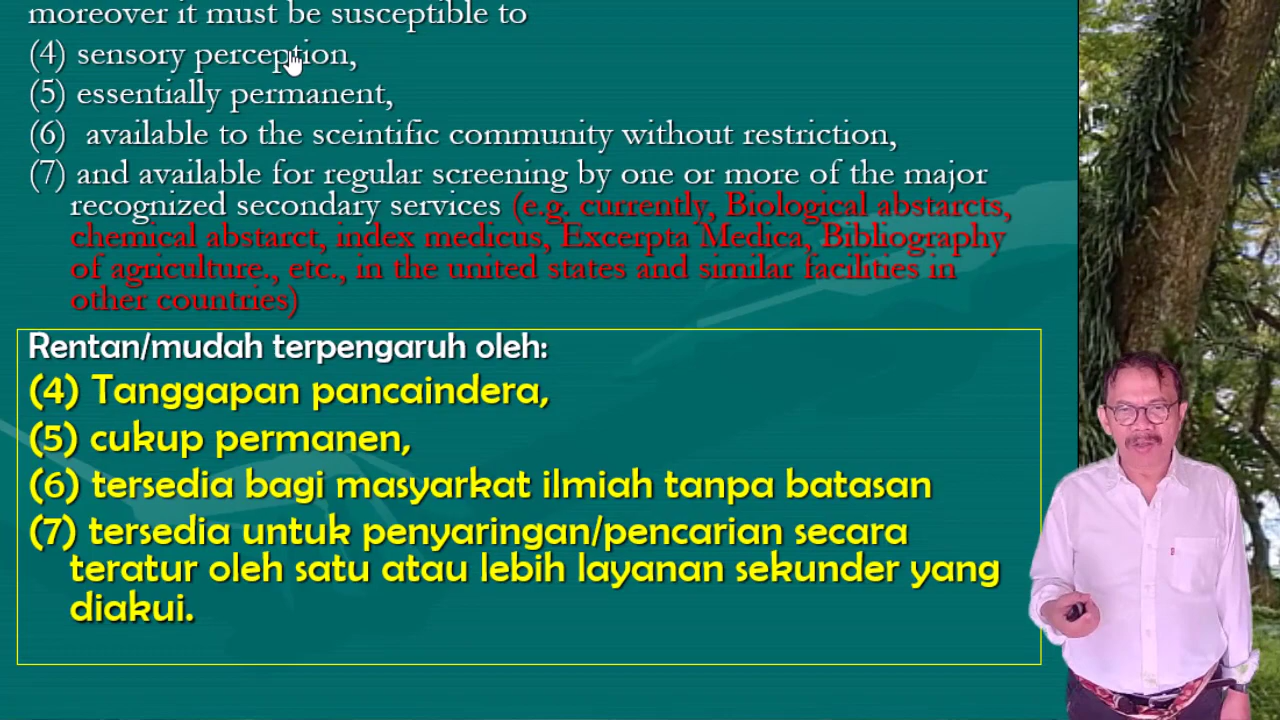 moreover it must be susceptible to
(4) sensory perception,
(5) essentially permanent,
(6) available to the sceintific community without restriction,
(7) and available for regular screening by one or more of the major
recognized secondary services (e.g. currently, Biological abstarcts,
chemical abstarct, index medicus, Excerpta Medica, Bibliography
of agriculture., etc., in the united states and similar facilities in
other countries)
Rentan/mudah terpengaruh oleh:
(4) Tanggapan pancaindera,
(5) cukup permanen,
(6) tersedia bagi masyarkat ilmiah tanpa batasan
(7) tersedia untuk penyaringan/pencarian secara
teratur oleh satu atau lebih layanan sekunder yang
diakui.